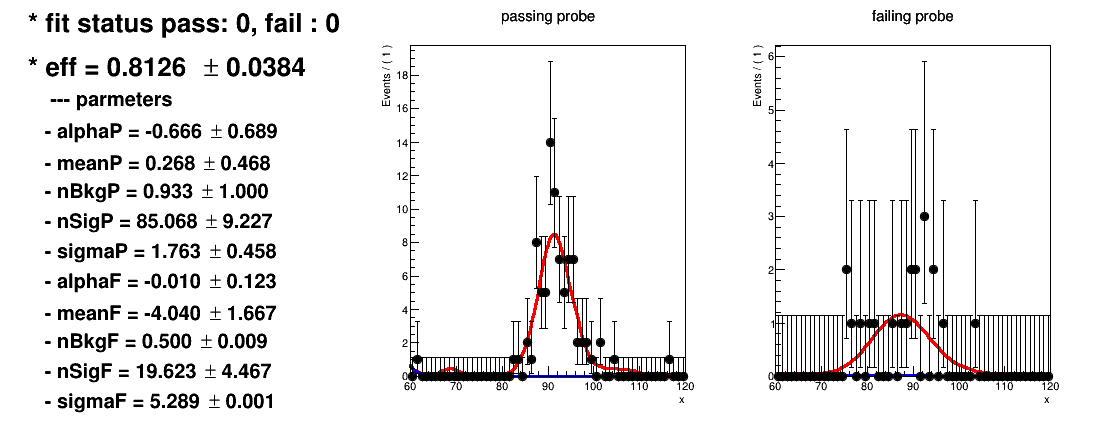 * fit status pass: 0, fail : 0
* eff = 0.8126 ± 0.0384
--- parmeters
- alphaP = -0.666 ± 0.689
- meanP = 0.268 ± 0.468
- nBkgP = 0.933 ± 1.000
- nSigP = 85.068 ± 9.227
- sigmaP = 1.763 ± 0.458
- alphaF = -0.010 ± 0.123
- meanF = -4.040 ± 1.667
- nBkgF = 0.500 ± 0.009
- nSigF = 19.623 ± 4.467
- sigmaF = 5.289 ± 0.001
passing probe
Events / ( 1 )
18
16
14
12
10
8
6
4
2
0
60 70 80 90 100 110 120
x
failing probe
Events / ( 1 )
6
5
4
3
2
1
0
60 70 80 90 100 110 120
x